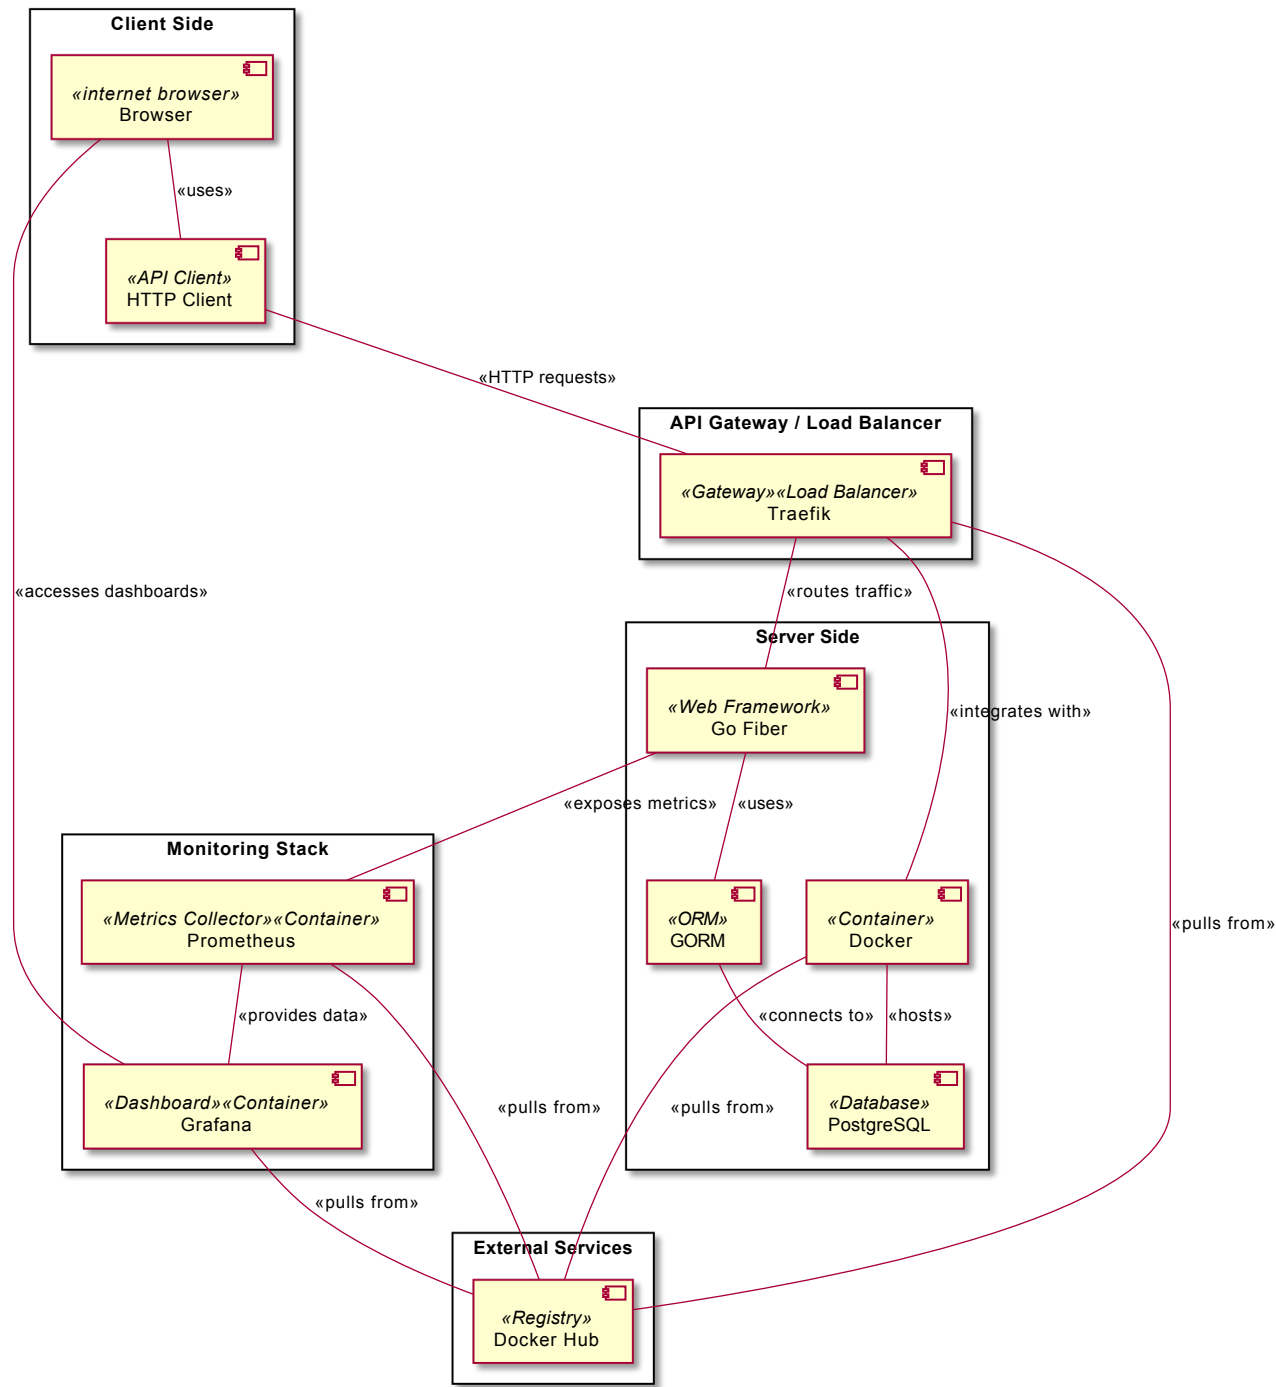 Client Side
«internet browser»
Browser
«uses»
«API Client»
HTTP Client
«HTTP requests»
API Gateway / Load Balancer
«Gateway»«Load Balancer»
Traefik
«accesses dashboards»
«routes traffic»
Server Side
«Web Framework»
Go Fiber
«integrates with»
«exposes metrics»
«uses»
Monitoring Stack
«Metrics Collector»«Container»
Prometheus
«ORM»
GORM
«Container»
Docker
«pulls from»
«provides data»
«connects to»
«hosts»
«Dashboard»«Container»
Grafana
«pulls from»
«pulls from»
«Database»
PostgreSQL
«pulls from»
External Services
«Registry»
Docker Hub